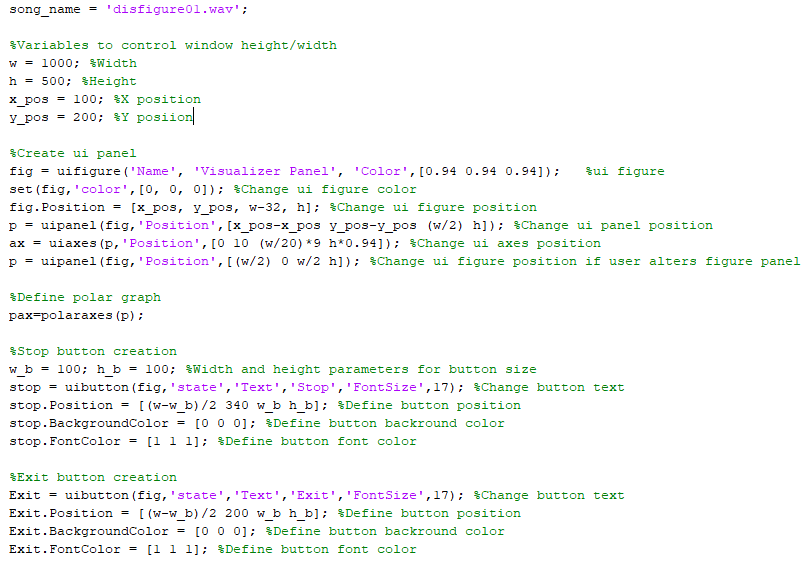 song_name = 'disfigure01.wav';
%Variables to control window height/width
w = 1000; %Width
h = 500; %Height
x_pos = 100; %X position
y_pos = 200; %Y posiion
%Create ui panel
fig = uifigure('Name', 'Visualizer Panel', 'Color',[0.94 0.94 0.94]);   %ui figure
set(fig,'color',[0, 0, 0]); %Change ui figure color
fig.Position = [x_pos, y_pos, w-32, h]; %Change ui figure position
p = uipanel(fig,'Position',[x_pos-x_pos y_pos-y_pos (w/2) h]); %Change ui panel position
ax = uiaxes(p,'Position',[0 10 (w/20)*9 h*0.94]); %Change ui axes position
p = uipanel(fig,'Position',[(w/2) 0 w/2 h]); %Change ui figure position if user alters figure panel
%Define polar graph
pax=polaraxes(p);
%Stop button creation
w_b = 100; h_b = 100; %Width and height parameters for button size
stop = uibutton(fig,'state','Text','Stop','FontSize',17); %Change button text
stop.Position = [(w-w_b)/2 340 w_b h_b]; %Define button position
stop.BackgroundColor = [0 0 0]; %Define button backround color
stop.FontColor = [1 1 1]; %Define button font color
%Exit button creation
Exit = uibutton(fig,'state','Text','Exit','FontSize',17); %Change button text
Exit.Position = [(w-w_b)/2 200 w_b h_b]; %Define button position
Exit.BackgroundColor = [0 0 0]; %Define button backround color
Exit.FontColor = [1 1 1]; %Define button font color